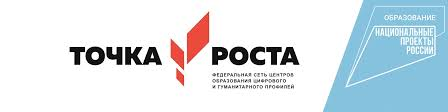 ТОЧКА РОСТА
ФЕДЕРАЛЬНАЯ СЕТЬ ЦЕНТРОВ
ОБРАЗОВАНИЯ ЦИФРОВОГО
И ГУМАНИТАРНОГО ПРОФИЛЕЙ
ОБРАЗОВАНИЕ
НАЦИОНАЛЬНЫЕ
ПРОЕКТЫ
РОССИИ